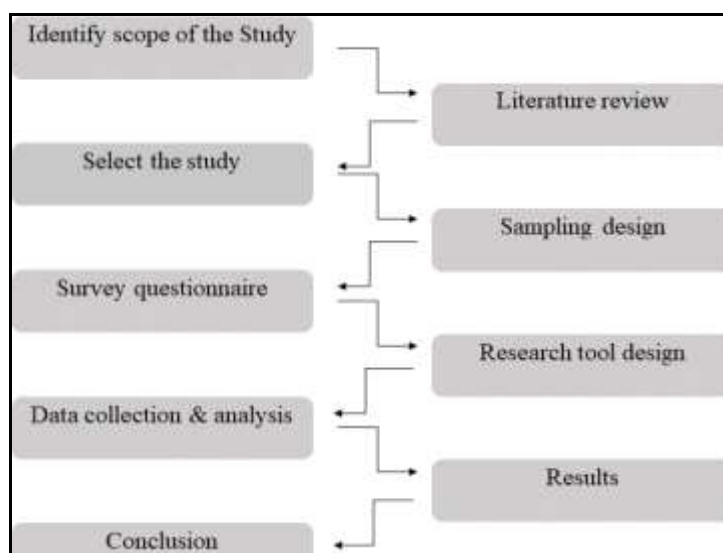 Identify scope of the Study
Literature review
Select the study
Sampling design
Survey questionnaire
Research tool design
Data collection & analysis
Results
Conclusion